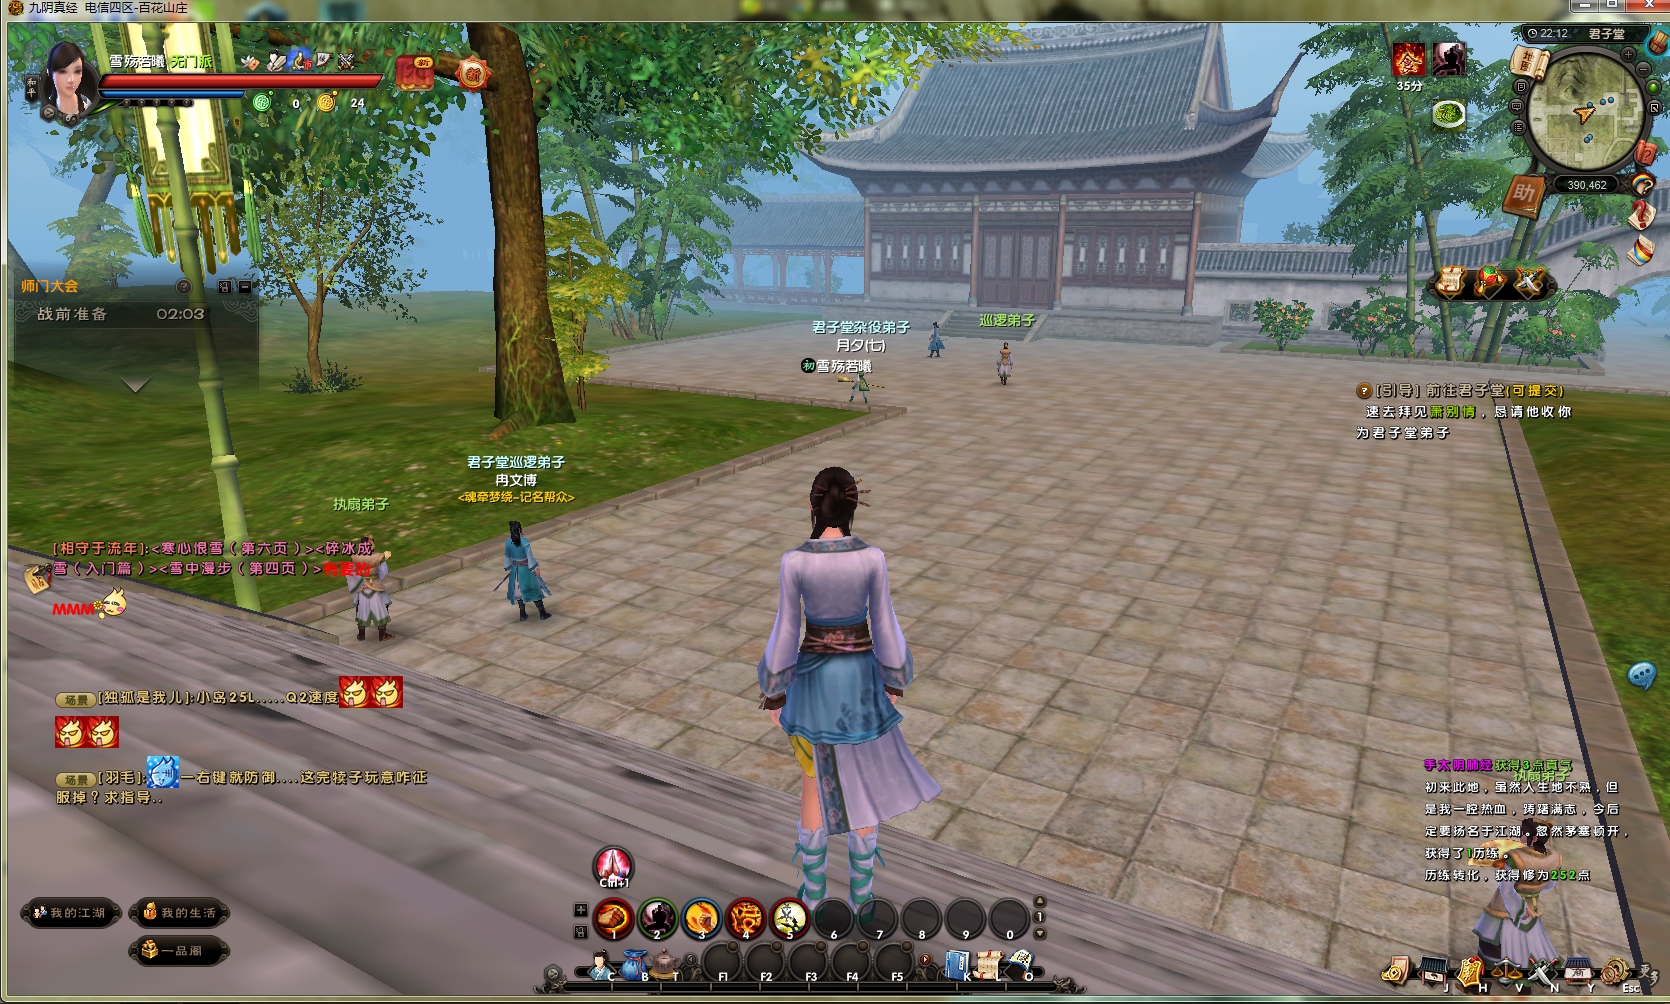 九阴真经 电信四区-百花山庄
雪殇若曦 无门派
和平
0
24
新
35分
22:12 君子堂
390,462
助
师门大会
战前准备 02:03
君子堂杂役弟子
月夕(七)
初 雪殇若曦
巡逻弟子
[引导] 前往君子堂(可提交)
速去拜见萧别情，恳请他收你
为君子堂弟子
君子堂巡逻弟子
冉文博
<魂牵梦绕-记名帮众>
执扇弟子
[相守于流年]:<寒心恨雪（第六页）><碎冰成
雪（入门篇）><雪中漫步（第四页）>
MMM
场景 [独孤是我儿]:小岛25L.....Q2速度
场景 [羽毛]: 一右键就防御....这完犊子玩意咋征
服掉？求指导..
手太阴肺经获得3点真气
执扇弟子
初来此地，虽然人生地不熟，但
是我一腔热血，踌躇满志，今后
定要扬名于江湖。忽然茅塞顿开，
获得了1历练。
历练转化，获得修为252点
我的江湖
我的生活
一品阁
Ctrl+1
1 2 3 4 5 6 7 8 9 0
1
C B T F1 F2 F3 F4 F5 K L O
J H V N Y Esc
更多